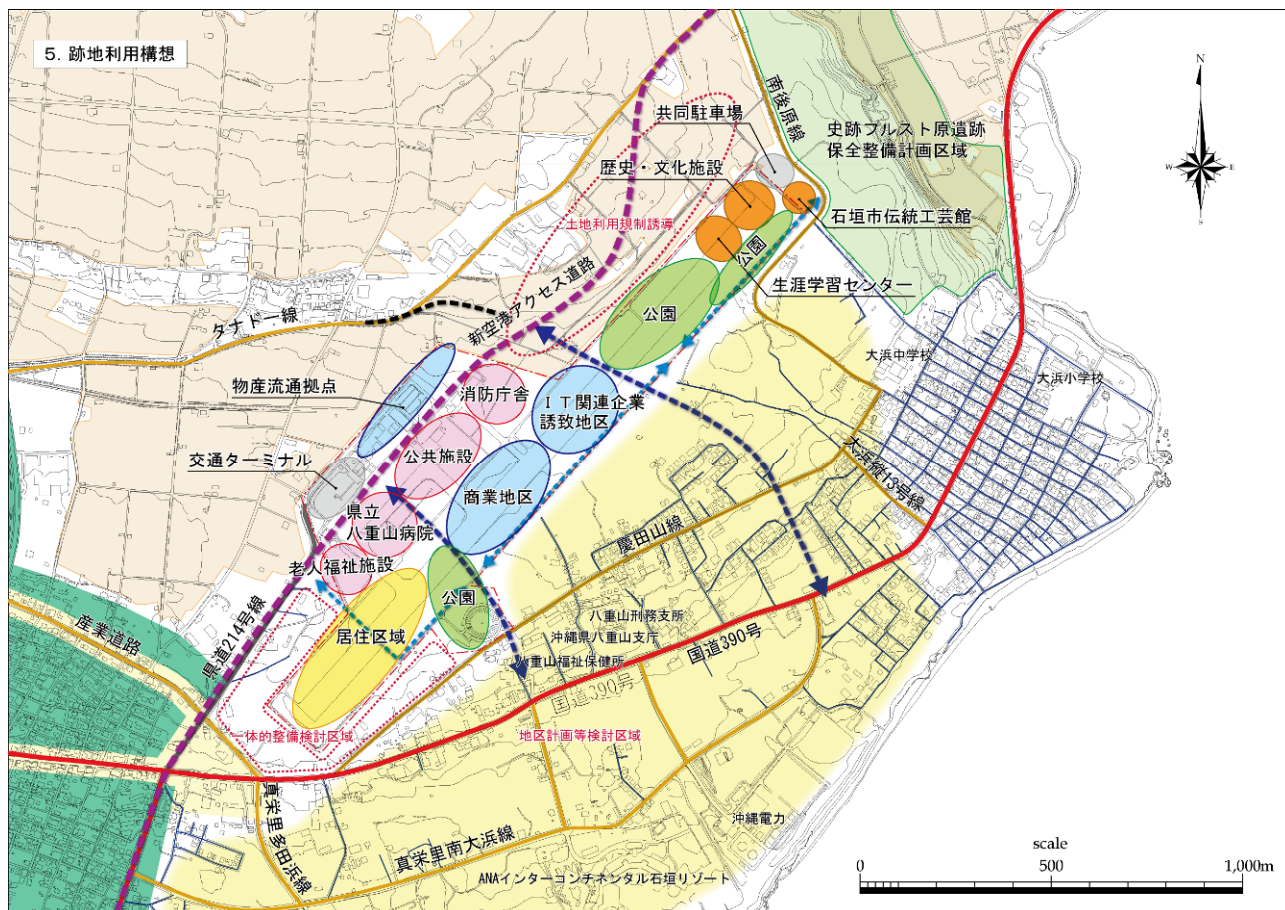 5. 跡地利用構想
N
W
E
S
南後原線
共同駐車場
史跡フルスト原遺跡
保全整備計画区域
歴史・文化施設
土地利用規制誘導
石垣市伝統工芸館
公園
生涯学習センター
新空港アクセス道路
公園
タナドー線
大浜中学校
大浜小学校
物産流通拠点
消防庁舎
IT関連企業
誘致地区
公共施設
交通ターミナル
商業地区
大浜縦13号線
県立
八重山病院
慶田山線
老人福祉施設
公園
八重山刑務支所
産業道路
県道214号線
居住区域
沖縄県八重山支庁
国道390号
八重山福祉保健所
国道390号
一体的整備検討区域
地区計画等検討区域
真栄里多田浜線
沖縄電力
真栄里南大浜線
ANAインターコンチネンタル石垣リゾート
scale
0 500 1,000m